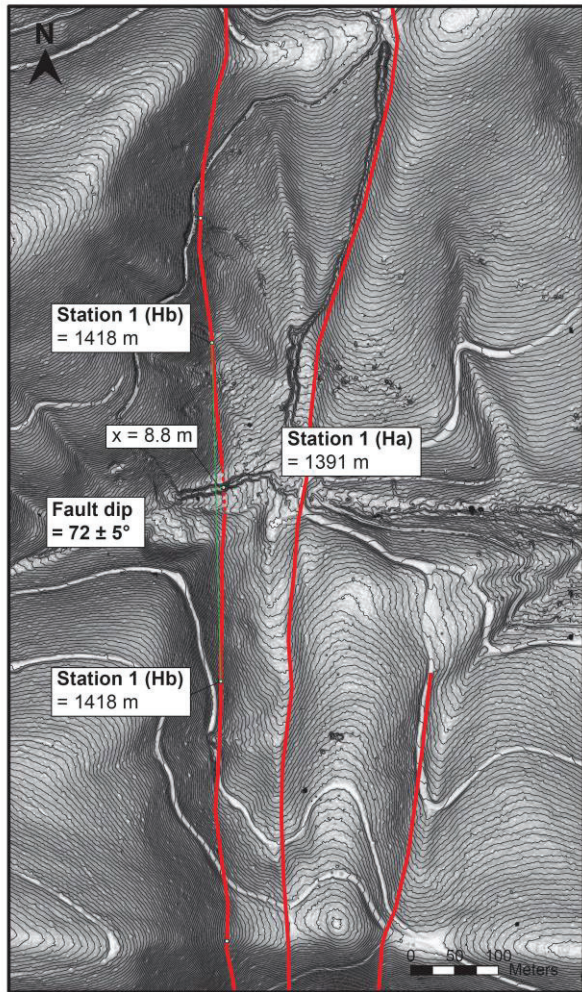 N
Station 1 (Hb)
= 1418 m
x = 8.8 m
Station 1 (Ha)
= 1391 m
Fault dip
= 72 ± 5°
Station 1 (Hb)
= 1418 m
0 50 100
Meters